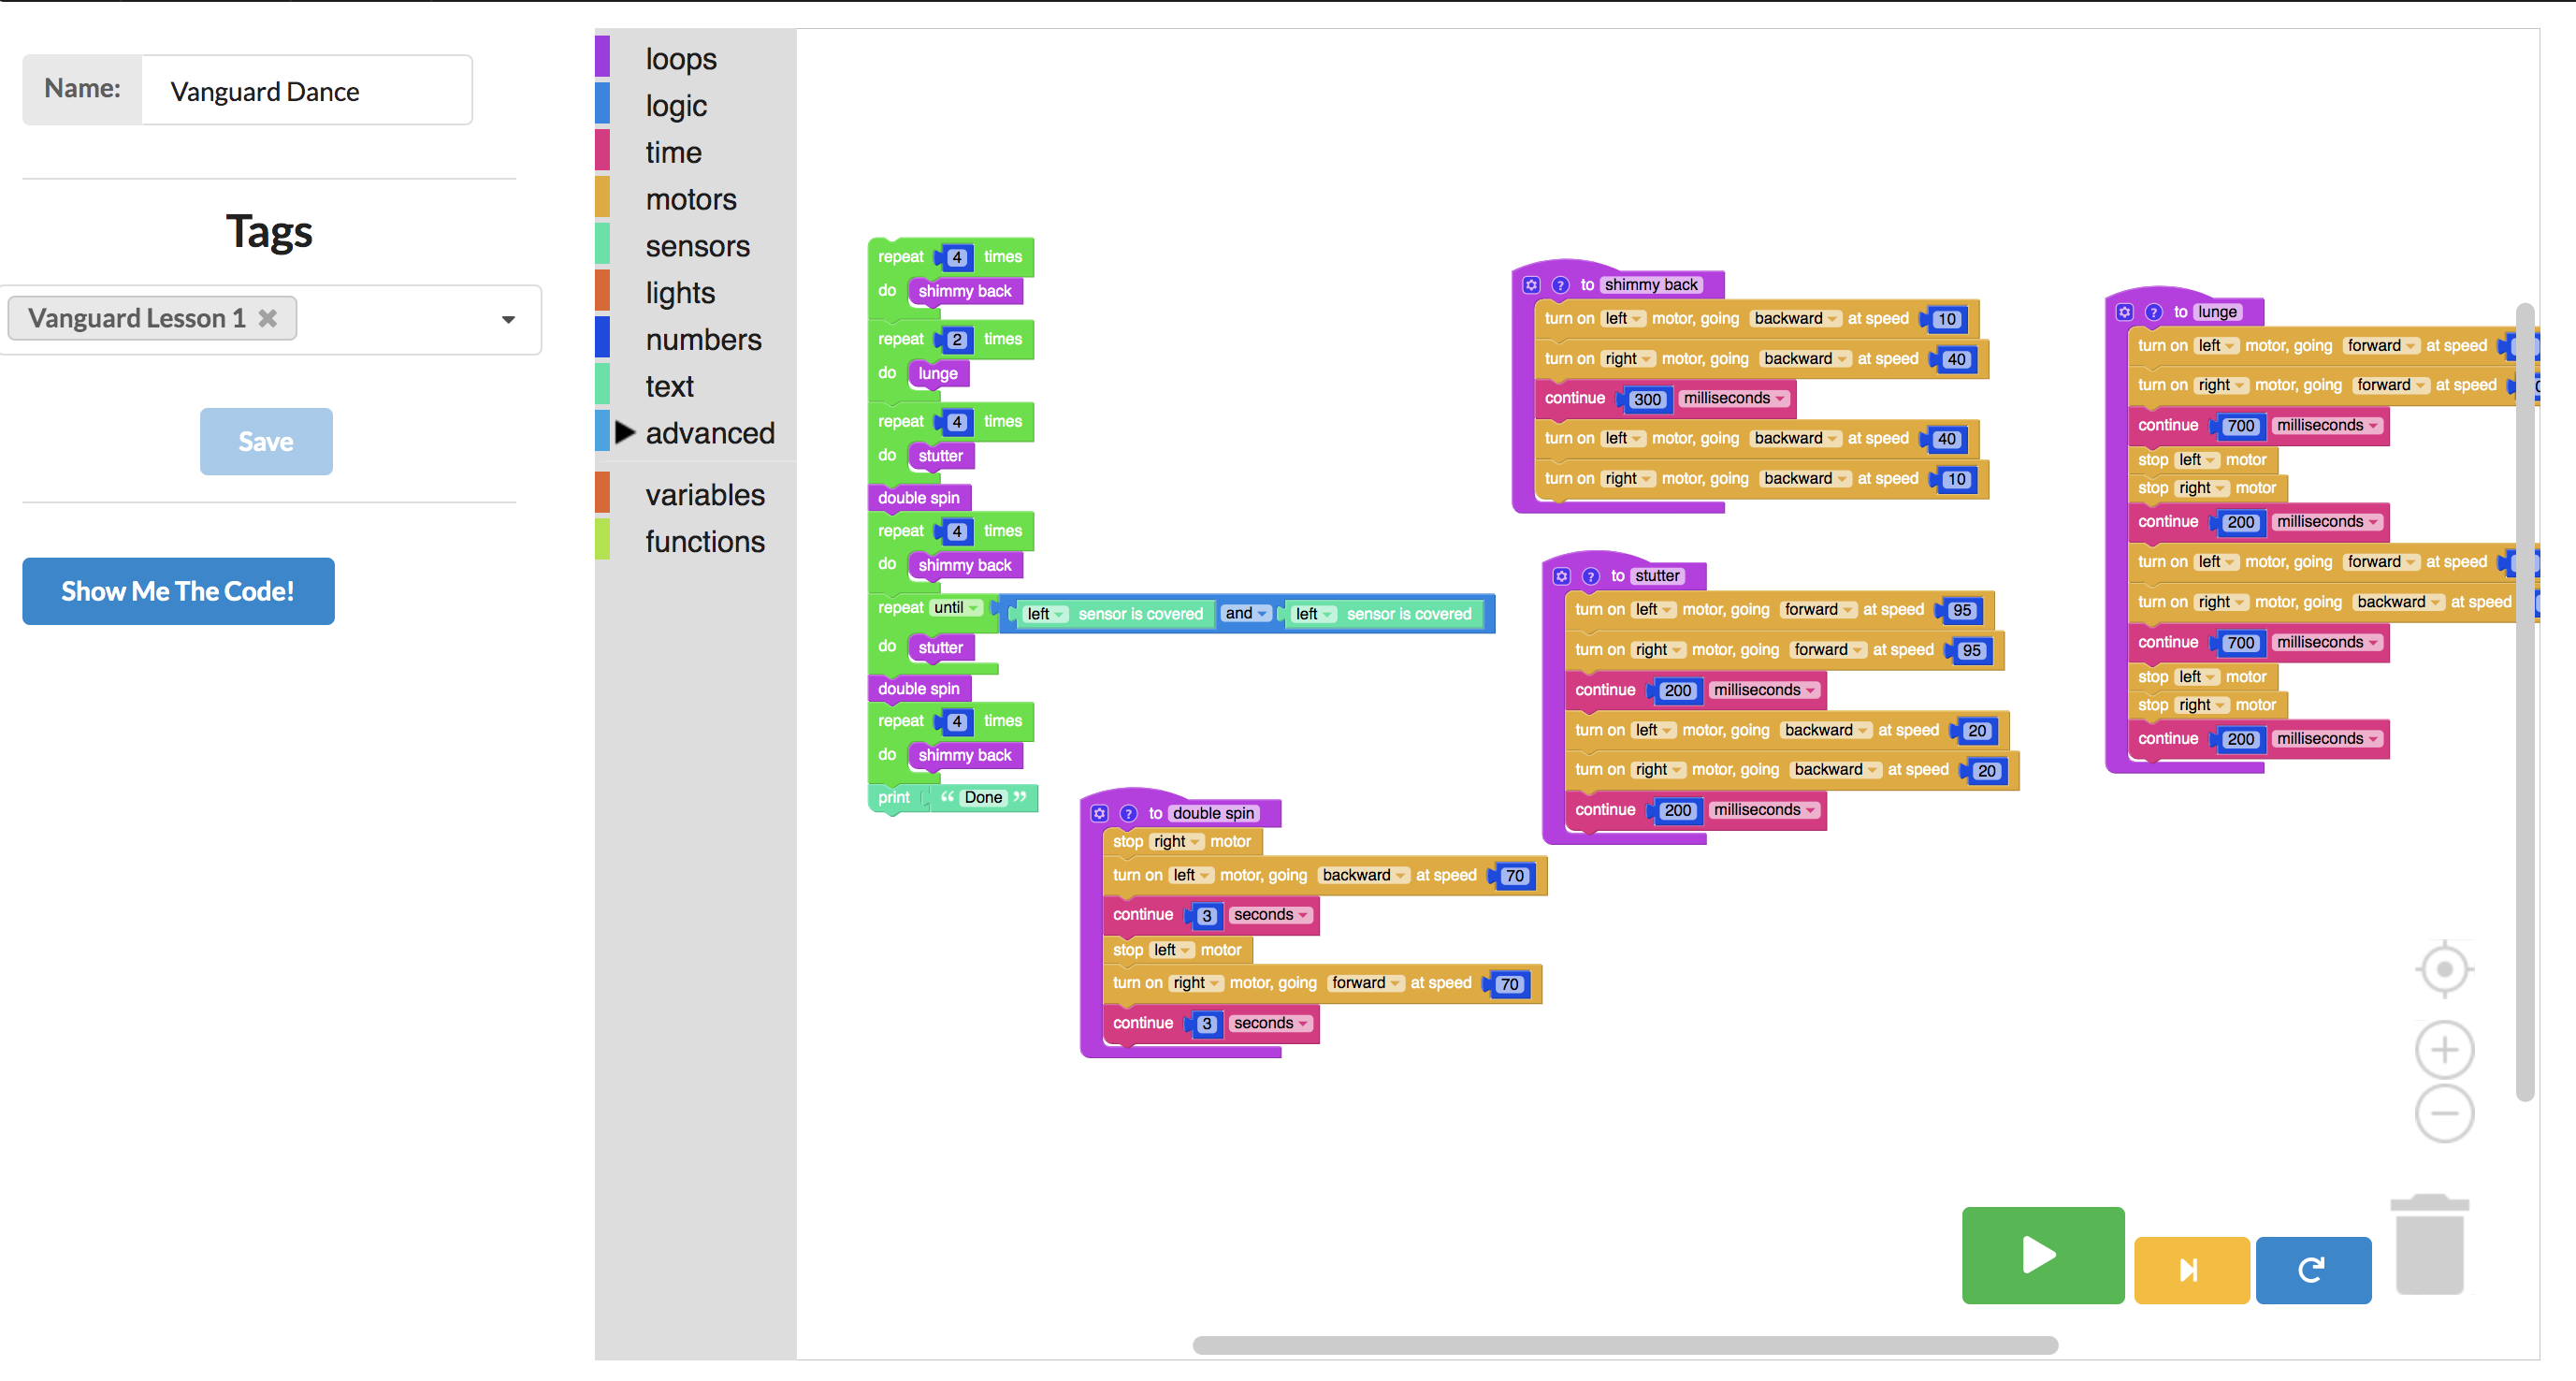 Name: Vanguard Dance
Tags
Vanguard Lesson 1
Save
Show Me The Code!
loops
logic
time
motors
sensors
lights
numbers
text
advanced
variables
functions
repeat 4 times
do shimmy back
repeat 2 times
do lunge
repeat 4 times
do stutter
double spin
repeat 4 times
do shimmy back
repeat until left sensor is covered and left sensor is covered
do stutter
double spin
repeat 4 times
do shimmy back
print “ Done ”
? to double spin
stop right motor
turn on left motor, going backward at speed 70
continue 3 seconds
stop left motor
turn on right motor, going forward at speed 70
continue 3 seconds
? to shimmy back
turn on left motor, going backward at speed 10
turn on right motor, going backward at speed 40
continue 300 milliseconds
turn on left motor, going backward at speed 40
turn on right motor, going backward at speed 10
? to stutter
turn on left motor, going forward at speed 95
turn on right motor, going forward at speed 95
continue 200 milliseconds
turn on left motor, going backward at speed 20
turn on right motor, going backward at speed 20
continue 200 milliseconds
? to lunge
turn on left motor, going forward at speed
turn on right motor, going forward at speed
continue 700 milliseconds
stop left motor
stop right motor
continue 200 milliseconds
turn on left motor, going forward at speed
turn on right motor, going backward at speed
continue 700 milliseconds
stop left motor
stop right motor
continue 200 milliseconds